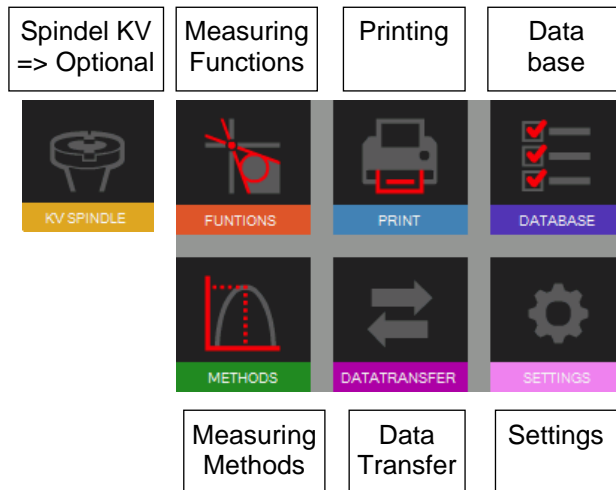 Spindel KV
=> Optional
Measuring
Functions
Printing
Data
base
KV SPINDLE
FUNTIONS
PRINT
DATABASE
METHODS
DATATRANSFER
SETTINGS
Measuring
Methods
Data
Transfer
Settings